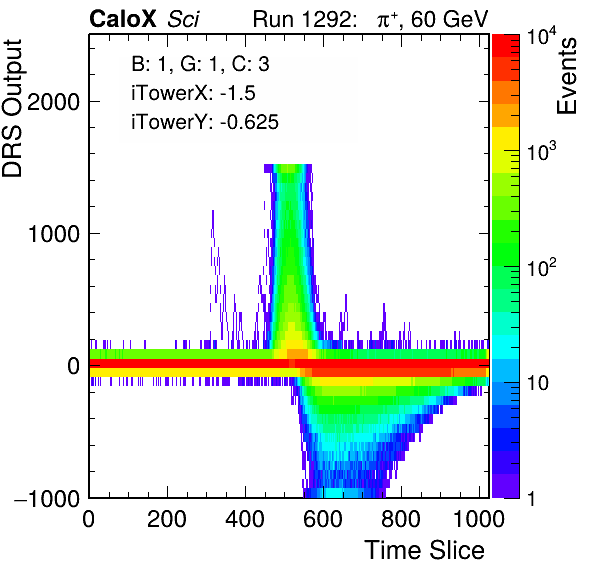 CaloX Sci Run 1292: π⁺, 60 GeV
B: 1, G: 1, C: 3
iTowerX: -1.5
iTowerY: -0.625
DRS Output
2000
1000
0
−1000
0 200 400 600 800 1000
Time Slice
Events
10⁴
10³
10²
10
1